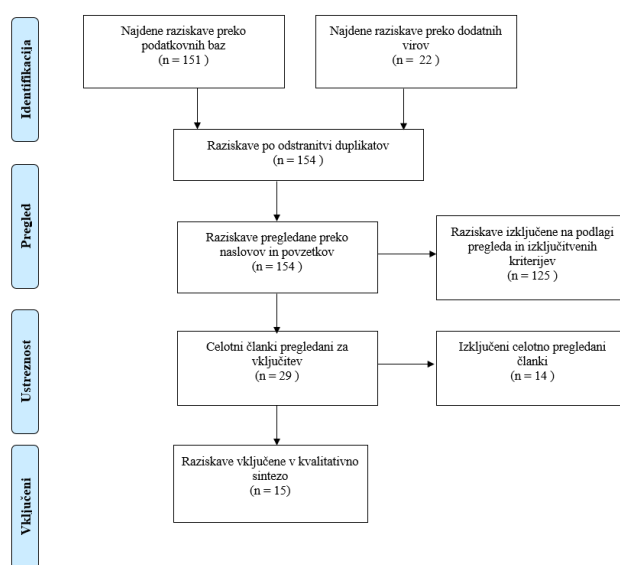 Identifikacija
Najdene raziskave preko
podatkovnih baz
(n = 151 )
Najdene raziskave preko dodatnih
virov
(n = 22 )
Raziskave po odstranitvi duplikatov
(n = 154 )
Pregled
Raziskave pregledane preko
naslovov in povzetkov
(n = 154 )
Raziskave izključene na podlagi
pregleda in izključitvenih
kriterijev
(n = 125 )
Ustreznost
Celotni članki pregledani za
vključitev
(n = 29 )
Izključeni celotno pregledani
članki
(n = 14 )
Vključeni
Raziskave vključene v kvalitativno
sintezo
(n = 15)